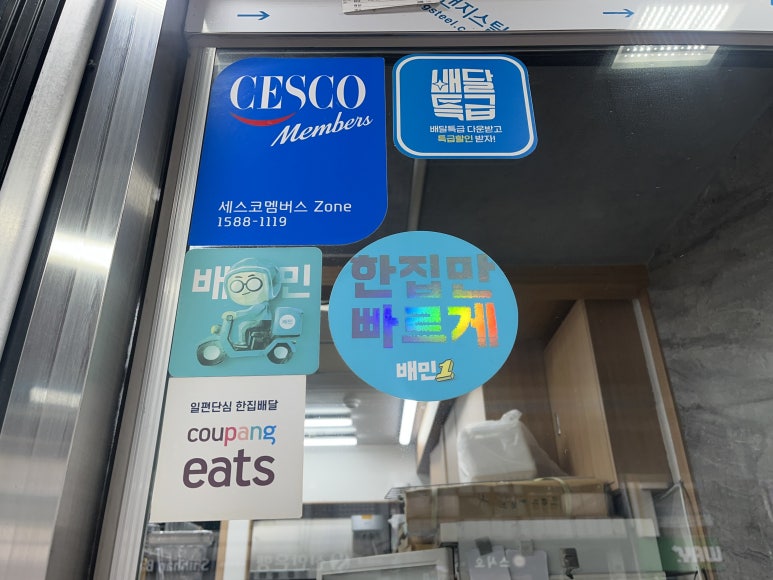 CESCO
Members
세스코멤버스 Zone
1588-1119
배달
특급
배달특급 다운받고
특급할인 받자!
배민
한집만
빠르게
배민1
일편단심 한집배달
coupang
eats